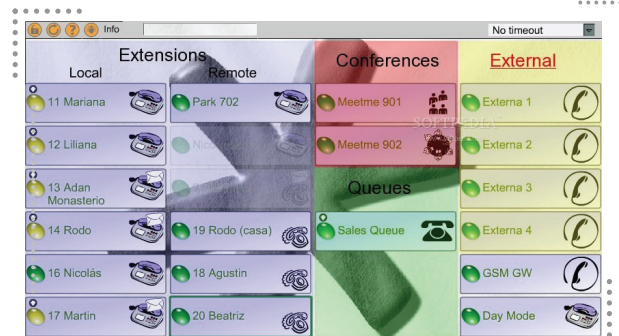 Info
No timeout
Extensions
Local
Remote
Conferences
External
11 Mariana
Park 702
Meetme 901
Externa 1
SOFTPEDIA
12 Liliana
Meetme 902
Externa 2
13 Adan
Monasterio
Queues
Externa 3
14 Rodo
19 Rodo (casa)
Sales Queue
Externa 4
16 Nicolás
18 Agustin
GSM GW
17 Martin
20 Beatriz
Day Mode